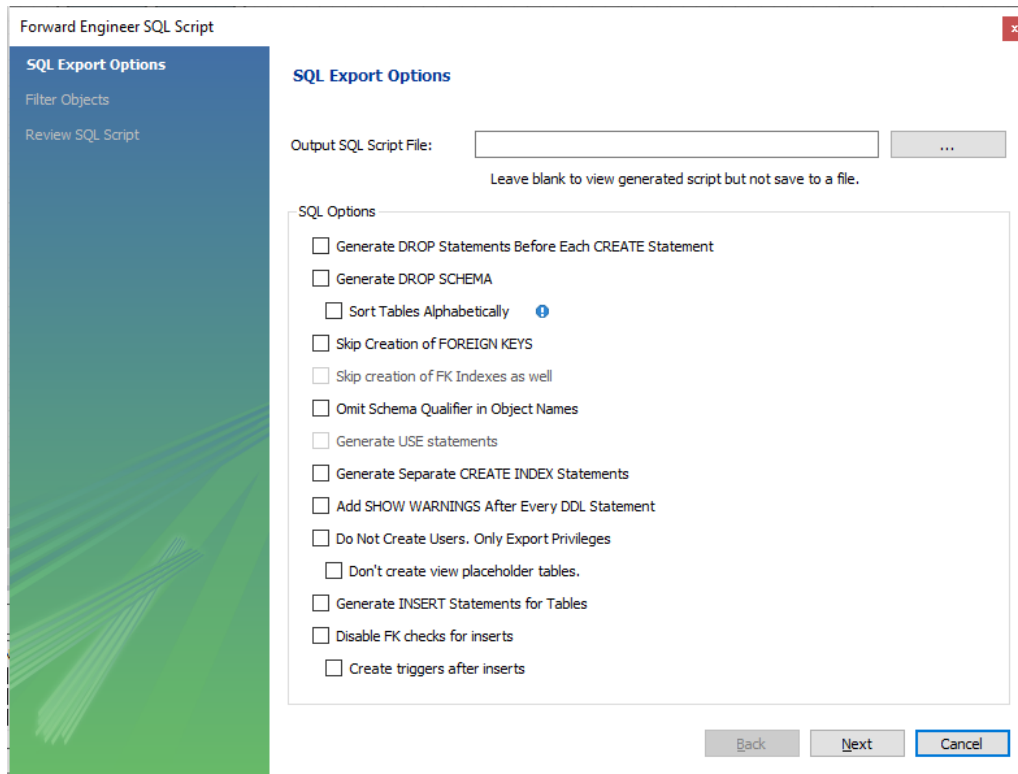 Forward Engineer SQL Script
x
SQL Export Options
Filter Objects
Review SQL Script
SQL Export Options
Output SQL Script File:
...
Leave blank to view generated script but not save to a file.
SQL Options
Generate DROP Statements Before Each CREATE Statement
Generate DROP SCHEMA
Sort Tables Alphabetically
Skip Creation of FOREIGN KEYS
Skip creation of FK Indexes as well
Omit Schema Qualifier in Object Names
Generate USE statements
Generate Separate CREATE INDEX Statements
Add SHOW WARNINGS After Every DDL Statement
Do Not Create Users. Only Export Privileges
Don't create view placeholder tables.
Generate INSERT Statements for Tables
Disable FK checks for inserts
Create triggers after inserts
Back Next Cancel